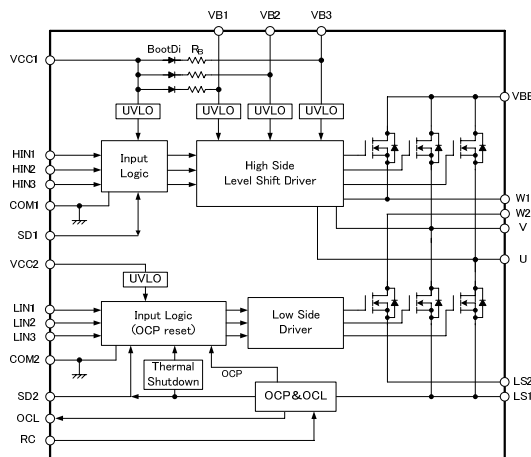 VB1 VB2 VB3
BootDi RB
VCC1
UVLO UVLO UVLO UVLO
VBB
HIN1
HIN2
HIN3
Input
Logic
High Side
Level Shift Driver
COM1
W1
W2
SD1
V
VCC2
U
UVLO
LIN1
LIN2
LIN3
Input Logic
(OCP reset)
Low Side
Driver
COM2
Thermal
Shutdown
OCP
OCP&OCL
LS2
SD2
LS1
OCL
RC